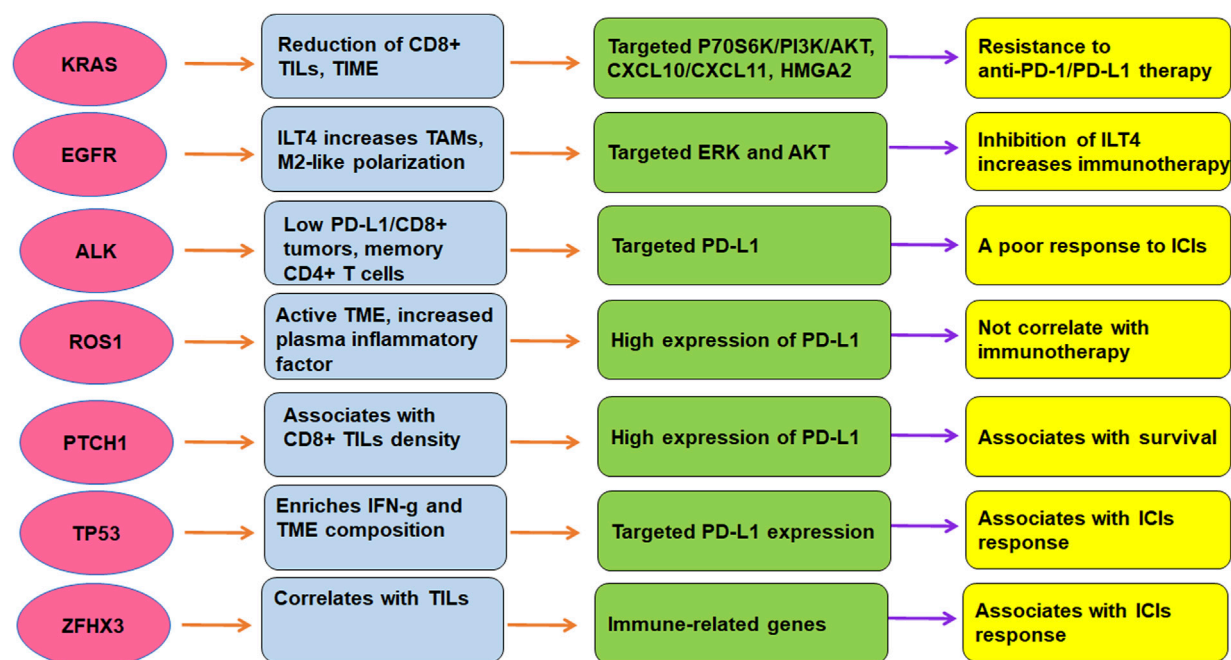 KRAS
Reduction of CD8+
TILs, TIME
Targeted P70S6K/PI3K/AKT,
CXCL10/CXCL11, HMGA2
Resistance to
anti-PD-1/PD-L1 therapy
EGFR
ILT4 increases TAMs,
M2-like polarization
Targeted ERK and AKT
Inhibition of ILT4
increases immunotherapy
ALK
Low PD-L1/CD8+
tumors, memory
CD4+ T cells
Targeted PD-L1
A poor response to ICIs
ROS1
Active TME, increased
plasma inflammatory
factor
High expression of PD-L1
Not correlate with
immunotherapy
PTCH1
Associates with
CD8+ TILs density
High expression of PD-L1
Associates with survival
TP53
Enriches IFN-g and
TME composition
Targeted PD-L1 expression
Associates with ICIs
response
ZFHX3
Correlates with TILs
Immune-related genes
Associates with ICIs
response